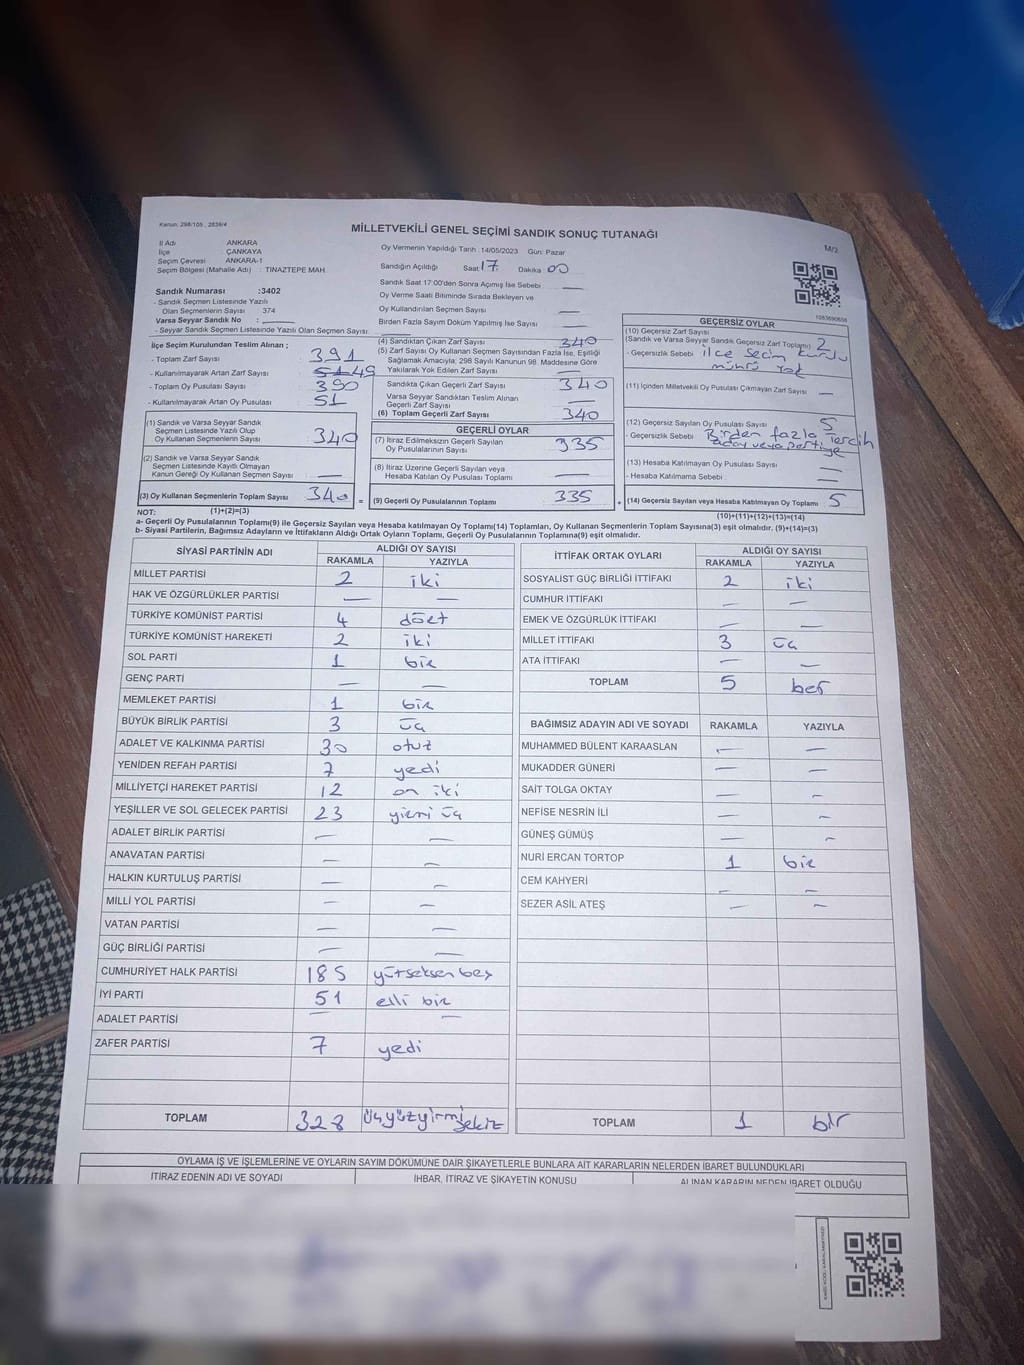 Kanun: 298/105 , 2839/4
MİLLETVEKİLİ GENEL SEÇİMİ SANDIK SONUÇ TUTANAĞI
M/2
İl Adı ANKARA
İlçe ÇANKAYA
Seçim Çevresi ANKARA-1
Seçim Bölgesi (Mahalle Adı) : TINAZTEPE MAH.
Sandık Numarası :3402
- Sandık Seçmen Listesinde Yazılı
Olan Seçmenlerin Sayısı 374
Varsa Seyyar Sandık No :
- Seyyar Sandık Seçmen Listesinde Yazılı Olan Seçmen Sayısı:
Oy Vermenin Yapıldığı Tarih : 14/05/2023 Gün: Pazar
Sandığın Açıldığı Saat 17 Dakika 00
Sandık Saat 17:00'den Sonra Açımış İse Sebebi
Oy Verme Saati Bitiminde Sırada Bekleyen ve
Oy Kullandırılan Seçmen Sayısı
Birden Fazla Sayım Döküm Yapılmış İse Sayısı
1083690656
İlçe Seçim Kurulundan Teslim Alınan ;
- Toplam Zarf Sayısı 391
- Kullanılmayarak Artan Zarf Sayısı 51 49
- Toplam Oy Pusulası Sayısı 390
- Kullanılmayarak Artan Oy Pusulası 51
(1) Sandık ve Varsa Seyyar Sandık
Seçmen Listesinde Yazılı Olup
Oy Kullanan Seçmenlerin Sayısı 340
(2) Sandık ve Varsa Seyyar Sandık
Seçmen Listesinde Kayıtlı Olmayan
Kanun Gereği Oy Kullanan Seçmen Sayısı —
(3) Oy Kullanan Seçmenlerin Toplam Sayısı 340 =
(4) Sandıktan Çıkan Zarf Sayısı 340
(5) Zarf Sayısı Oy Kullanan Seçmen Sayısından Fazla İse, Eşitliği
Sağlamak Amacıyla; 298 Sayılı Kanunun 98. Maddesine Göre
Yakılarak Yok Edilen Zarf Sayısı —
Sandıkta Çıkan Geçerli Zarf Sayısı 340
Varsa Seyyar Sandıktan Teslim Alınan
Geçerli Zarf Sayısı —
(6) Toplam Geçerli Zarf Sayısı 340
GEÇERLİ OYLAR
(7) İtiraz Edilmeksizin Geçerli Sayılan
Oy Pusulalarının Sayısı 335
(8) İtiraz Üzerine Geçerli Sayılan veya
Hesaba Katılan Oy Pusulası Toplamı —
(9) Geçerli Oy Pusulalarının Toplamı 335 +
GEÇERSİZ OYLAR
(10) Geçersiz Zarf Sayısı
(Sandık ve Varsa Seyyar Sandık Geçersiz Zarf Toplamı) 2
- Geçersizlik Sebebi ilçe Seçim kurulu
mührü yok
(11) İçinden Milletvekili Oy Pusulası Çıkmayan Zarf Sayısı —
(12) Geçersiz Sayılan Oy Pusulası Sayısı 5
- Geçersizlik Sebebi Birden fazla tercih
aday veya partiye
(13) Hesaba Katılmayan Oy Pusulası Sayısı —
- Hesaba Katılmama Sebebi —
(14) Geçersiz Sayılan veya Hesaba Katılmayan Oy Toplamı 5
NOT: (1)+(2)=(3)
(10)+(11)+(12)+(13)=(14)
a- Geçerli Oy Pusulalarının Toplamı(9) ile Geçersiz Sayılan veya Hesaba katılmayan Oy Toplamı(14) Toplamları, Oy Kullanan Seçmenlerin Toplam Sayısına(3) eşit olmalıdır. (9)+(14)=(3)
b- Siyasi Partilerin, Bağımsız Adayların ve İttifakların Aldığı Ortak Oyların Toplamı, Geçerli Oy Pusulalarının Toplamına(9) eşit olmalıdır.
SİYASİ PARTİNİN ADI ALDIĞI OY SAYISI
RAKAMLA YAZIYLA
MİLLET PARTİSİ 2 iki
HAK VE ÖZGÜRLÜKLER PARTİSİ — —
TÜRKİYE KOMÜNİST PARTİSİ 4 dört
TÜRKİYE KOMÜNİST HAREKETİ 2 iki
SOL PARTİ 1 bir
GENÇ PARTİ — —
MEMLEKET PARTİSİ 1 bir
BÜYÜK BİRLİK PARTİSİ 3 üç
ADALET VE KALKINMA PARTİSİ 30 otuz
YENİDEN REFAH PARTİSİ 7 yedi
MİLLİYETÇİ HAREKET PARTİSİ 12 on iki
YEŞİLLER VE SOL GELECEK PARTİSİ 23 yirmi üç
ADALET BİRLİK PARTİSİ — —
ANAVATAN PARTİSİ — —
HALKIN KURTULUŞ PARTİSİ — —
MİLLİ YOL PARTİSİ — —
VATAN PARTİSİ — —
GÜÇ BİRLİĞİ PARTİSİ — —
CUMHURİYET HALK PARTİSİ 185 yüzseksen beş
İYİ PARTİ 51 elli bir
ADALET PARTİSİ — —
ZAFER PARTİSİ 7 yedi
TOPLAM 328 üçyüzyirmi sekiz
İTTİFAK ORTAK OYLARI ALDIĞI OY SAYISI
RAKAMLA YAZIYLA
SOSYALİST GÜÇ BİRLİĞİ İTTİFAKI 2 iki
CUMHUR İTTİFAKI — —
EMEK VE ÖZGÜRLÜK İTTİFAKI — —
MİLLET İTTİFAKI 3 üç
ATA İTTİFAKI — —
TOPLAM 5 beş
BAĞIMSIZ ADAYIN ADI VE SOYADI RAKAMLA YAZIYLA
MUHAMMED BÜLENT KARAASLAN — —
MUKADDER GÜNERİ — —
SAİT TOLGA OKTAY — —
NEFİSE NESRİN İLİ — —
GÜNEŞ GÜMÜŞ — —
NURİ ERCAN TORTOP 1 bir
CEM KAHYERİ — —
SEZER ASİL ATEŞ — —
TOPLAM 1 bir
OYLAMA İŞ VE İŞLEMLERİNE VE OYLARIN SAYIM DÖKÜMÜNE DAİR ŞİKAYETLERLE BUNLARA AİT KARARLARIN NELERDEN İBARET BULUNDUKLARI
İTİRAZ EDENİN ADI VE SOYADI İHBAR, İTİRAZ VE ŞİKAYETİN KONUSU ALINAN KARARIN NEDEN İBARET OLDUĞU